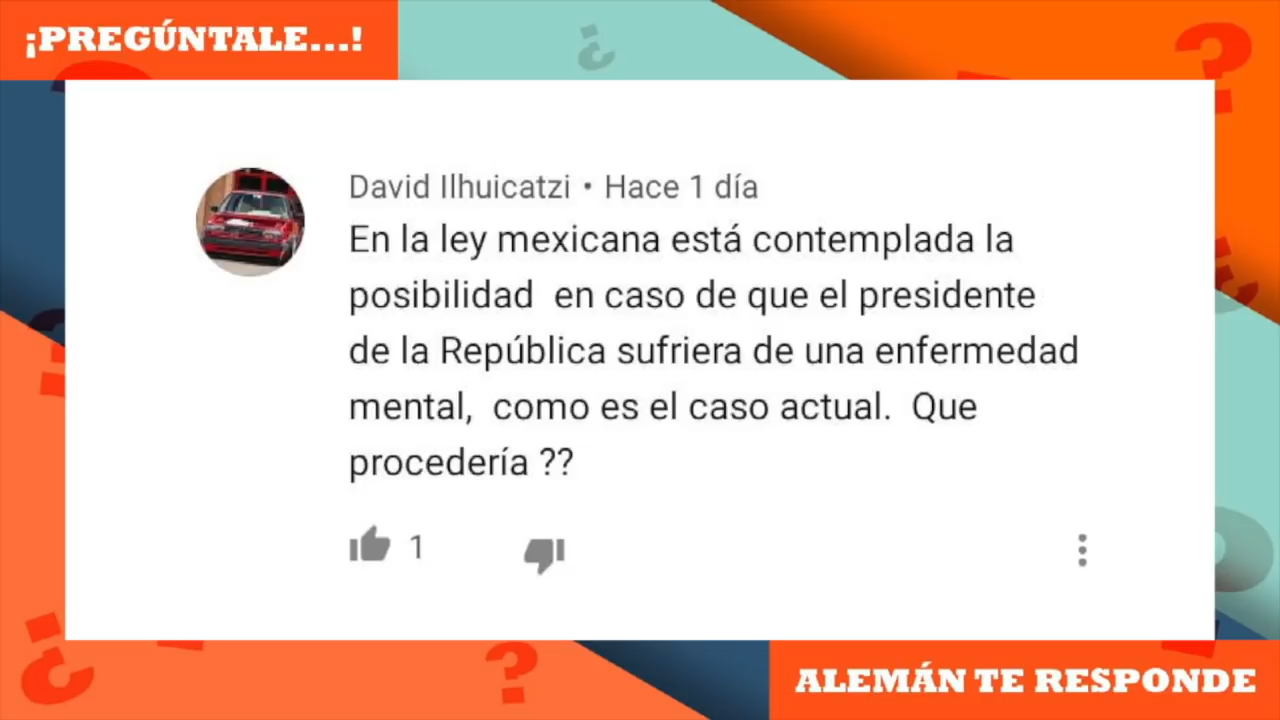 ¡PREGÚNTALE...!
David Ilhuicatzi • Hace 1 día
En la ley mexicana está contemplada la
posibilidad en caso de que el presidente
de la República sufriera de una enfermedad
mental, como es el caso actual. Que
procedería ??
1
ALEMÁN TE RESPONDE